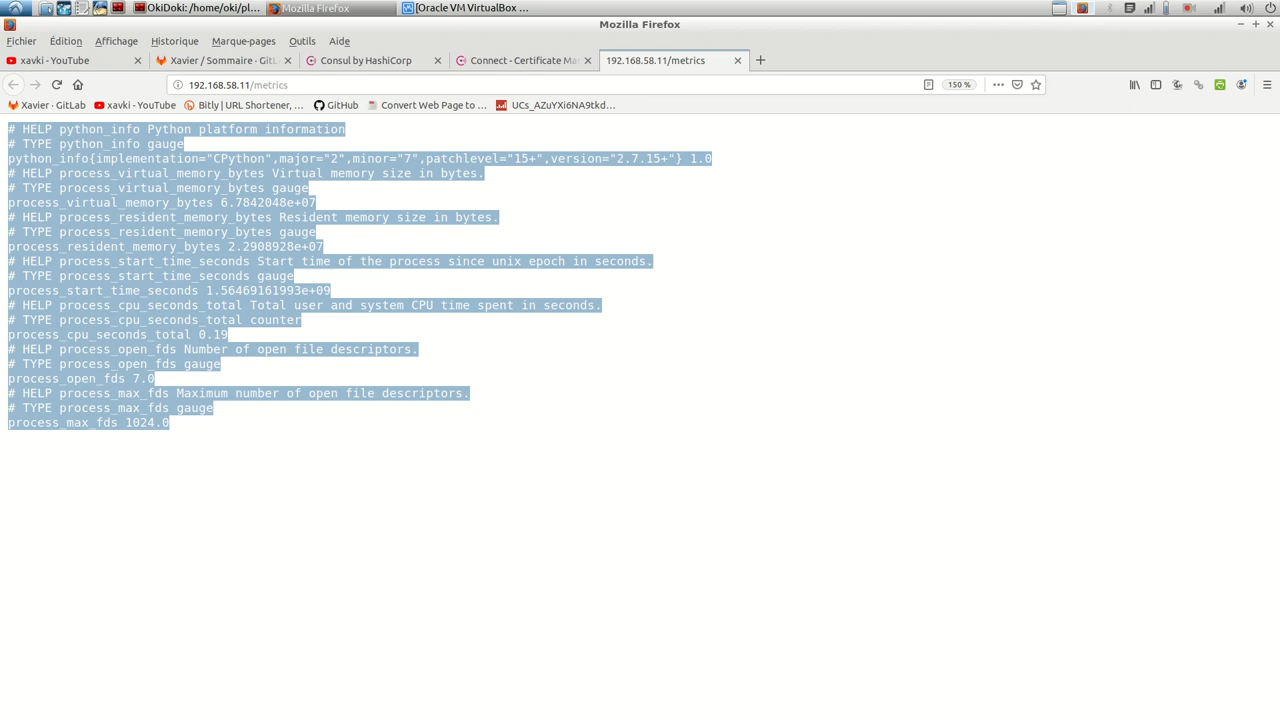 OkiDoki: /home/oki/pl...
Mozilla Firefox
[Oracle VM VirtualBox ...
Mozilla Firefox
Fichier Édition Affichage Historique Marque-pages Outils Aide
xavki - YouTube
Xavier / Sommaire · GitL
Consul by HashiCorp
Connect - Certificate Ma
192.168.58.11/metrics
192.168.58.11/metrics
150 %
Xavier · GitLab
xavki - YouTube
Bitly | URL Shortener, ...
GitHub
Convert Web Page to ...
UCs_AZuYXi6NA9tkd...
# HELP python_info Python platform information
# TYPE python_info gauge
python_info{implementation="CPython",major="2",minor="7",patchlevel="15+",version="2.7.15+"} 1.0
# HELP process_virtual_memory_bytes Virtual memory size in bytes.
# TYPE process_virtual_memory_bytes gauge
process_virtual_memory_bytes 6.7842048e+07
# HELP process_resident_memory_bytes Resident memory size in bytes.
# TYPE process_resident_memory_bytes gauge
process_resident_memory_bytes 2.2908928e+07
# HELP process_start_time_seconds Start time of the process since unix epoch in seconds.
# TYPE process_start_time_seconds gauge
process_start_time_seconds 1.56469161993e+09
# HELP process_cpu_seconds_total Total user and system CPU time spent in seconds.
# TYPE process_cpu_seconds_total counter
process_cpu_seconds_total 0.19
# HELP process_open_fds Number of open file descriptors.
# TYPE process_open_fds gauge
process_open_fds 7.0
# HELP process_max_fds Maximum number of open file descriptors.
# TYPE process_max_fds gauge
process_max_fds 1024.0